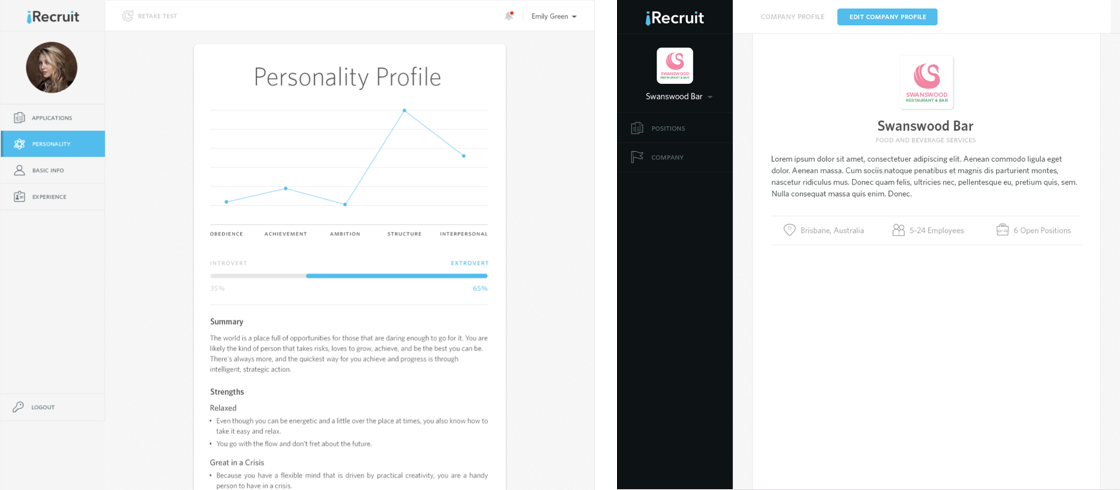 iRecruit
RETAKE TEST
Emily Green
APPLICATIONS
PERSONALITY
BASIC INFO
EXPERIENCE
LOGOUT
Personality Profile
OBEDIENCE ACHIEVEMENT AMBITION STRUCTURE INTERPERSONAL
INTROVERT EXTROVERT
35% 65%
Summary
The world is a place full of opportunities for those that are daring enough to go for it. You are
likely the kind of person that takes risks, loves to grow, achieve, and be the best you can be.
There's always more, and the quickest way for you achieve and progress is through
intelligent, strategic action.
Strengths
Relaxed
• Even though you can be energetic and a little over the place at times, you also know how to
take it easy and relax.
• You go with the flow and don't fret about the future.
Great in a Crisis
• Because you have a flexible mind that is driven by practical creativity, you are a handy
person to have in a crisis.
iRecruit
SWANSWOOD
RESTAURANT & BAR
Swanswood Bar
POSITIONS
COMPANY
COMPANY PROFILE
EDIT COMPANY PROFILE
SWANSWOOD
RESTAURANT & BAR
Swanswood Bar
FOOD AND BEVERAGE SERVICES
Lorem ipsum dolor sit amet, consectetuer adipiscing elit. Aenean commodo ligula eget
dolor. Aenean massa. Cum sociis natoque penatibus et magnis dis parturient montes,
nascetur ridiculus mus. Donec quam felis, ultricies nec, pellentesque eu, pretium quis, sem.
Nulla consequat massa quis enim. Donec.
Brisbane, Australia 5-24 Employees 6 Open Positions